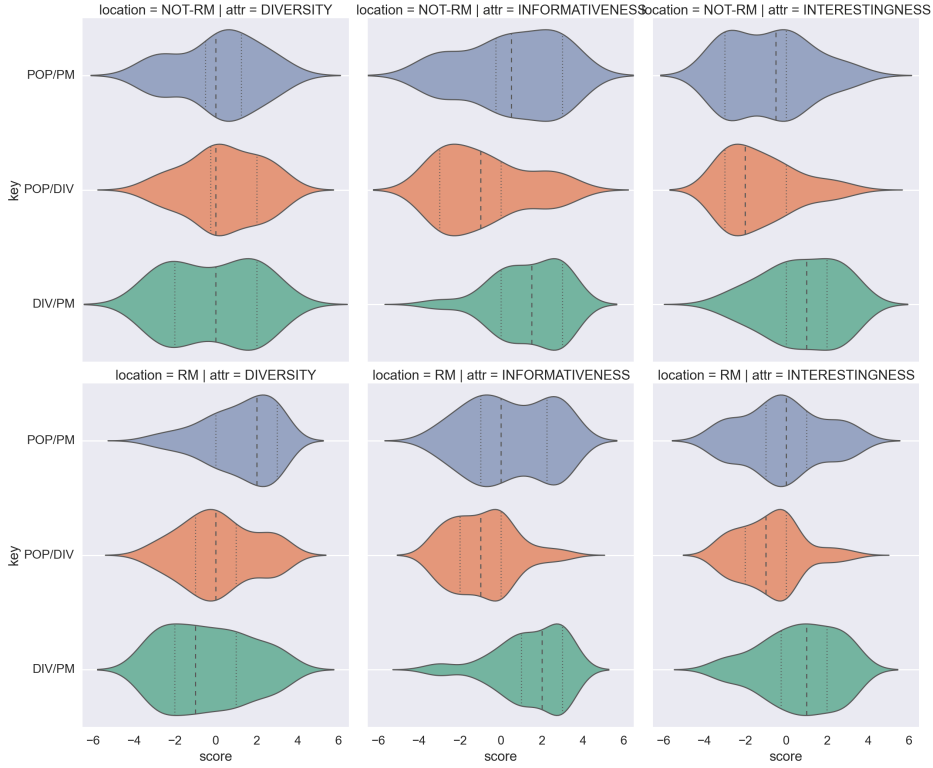 location = NOT-RM | attr = DIVERSITY
location = NOT-RM | attr = INFORMATIVENESS
location = NOT-RM | attr = INTERESTINGNESS
POP/PM
POP/DIV
DIV/PM
key
location = RM | attr = DIVERSITY
location = RM | attr = INFORMATIVENESS
location = RM | attr = INTERESTINGNESS
POP/PM
POP/DIV
DIV/PM
key
−6 −4 −2 0 2 4 6
−6 −4 −2 0 2 4 6
−6 −4 −2 0 2 4 6
score
score
score